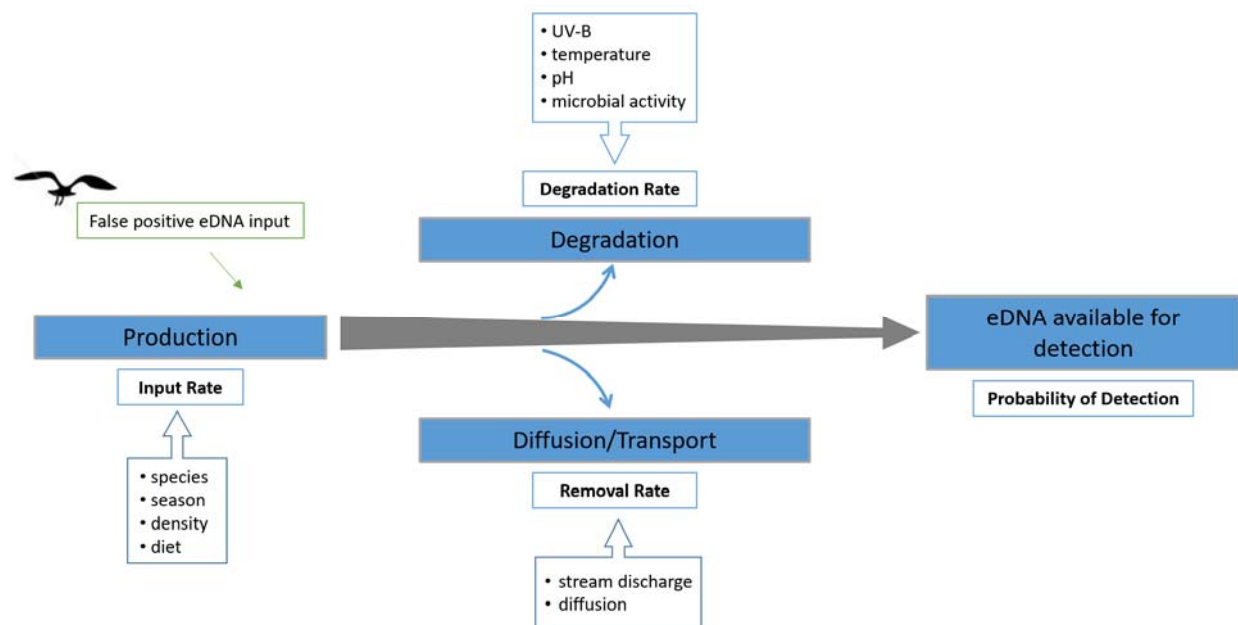 • UV-B
• temperature
• pH
• microbial activity
Degradation Rate
False positive eDNA input
Degradation
Production
eDNA available for
detection
Input Rate
Probability of Detection
Diffusion/Transport
Removal Rate
• species
• season
• density
• diet
• stream discharge
• diffusion